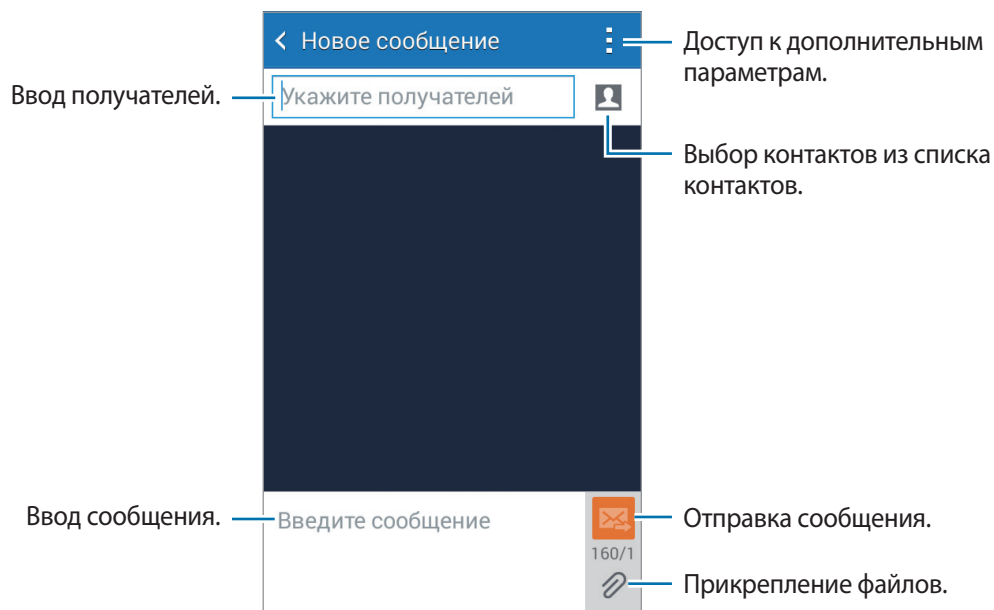 Новое сообщение
Доступ к дополнительным
параметрам.
Ввод получателей.
Укажите получателей
Выбор контактов из списка
контактов.
Ввод сообщения.
Введите сообщение
Отправка сообщения.
160/1
Прикрепление файлов.